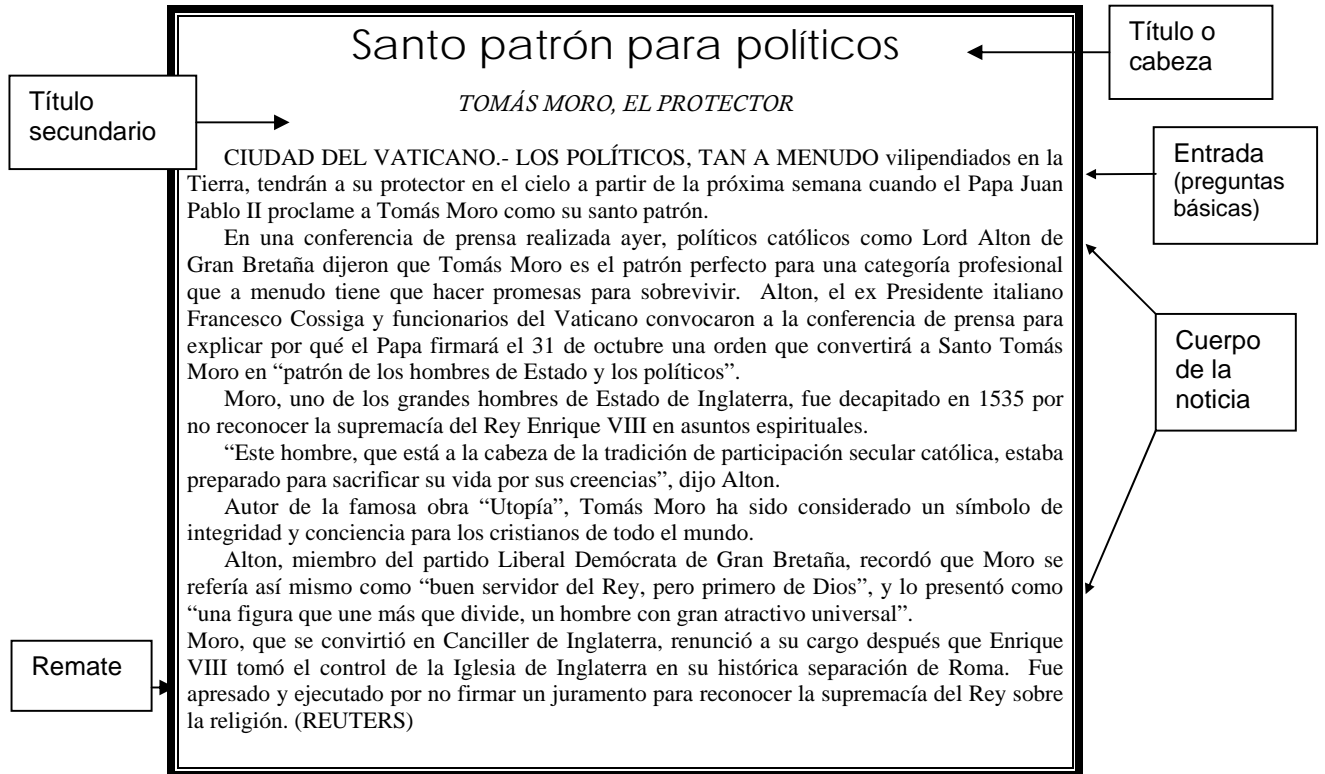 Santo patrón para políticos
Título o
cabeza
Título
secundario
TOMÁS MORO, EL PROTECTOR
CIUDAD DEL VATICANO.- LOS POLÍTICOS, TAN A MENUDO vilipendiados en la
Tierra, tendrán a su protector en el cielo a partir de la próxima semana cuando el Papa Juan
Pablo II proclame a Tomás Moro como su santo patrón.
Entrada
(preguntas
básicas)
En una conferencia de prensa realizada ayer, políticos católicos como Lord Alton de
Gran Bretaña dijeron que Tomás Moro es el patrón perfecto para una categoría profesional
que a menudo tiene que hacer promesas para sobrevivir. Alton, el ex Presidente italiano
Francesco Cossiga y funcionarios del Vaticano convocaron a la conferencia de prensa para
explicar por qué el Papa firmará el 31 de octubre una orden que convertirá a Santo Tomás
Moro en “patrón de los hombres de Estado y los políticos”.
Moro, uno de los grandes hombres de Estado de Inglaterra, fue decapitado en 1535 por
no reconocer la supremacía del Rey Enrique VIII en asuntos espirituales.
“Este hombre, que está a la cabeza de la tradición de participación secular católica, estaba
preparado para sacrificar su vida por sus creencias”, dijo Alton.
Autor de la famosa obra “Utopía”, Tomás Moro ha sido considerado un símbolo de
integridad y conciencia para los cristianos de todo el mundo.
Alton, miembro del partido Liberal Demócrata de Gran Bretaña, recordó que Moro se
refería así mismo como “buen servidor del Rey, pero primero de Dios”, y lo presentó como
“una figura que une más que divide, un hombre con gran atractivo universal”.
Cuerpo
de la
noticia
Moro, que se convirtió en Canciller de Inglaterra, renunció a su cargo después que Enrique
VIII tomó el control de la Iglesia de Inglaterra en su histórica separación de Roma. Fue
apresado y ejecutado por no firmar un juramento para reconocer la supremacía del Rey sobre
la religión. (REUTERS)
Remate